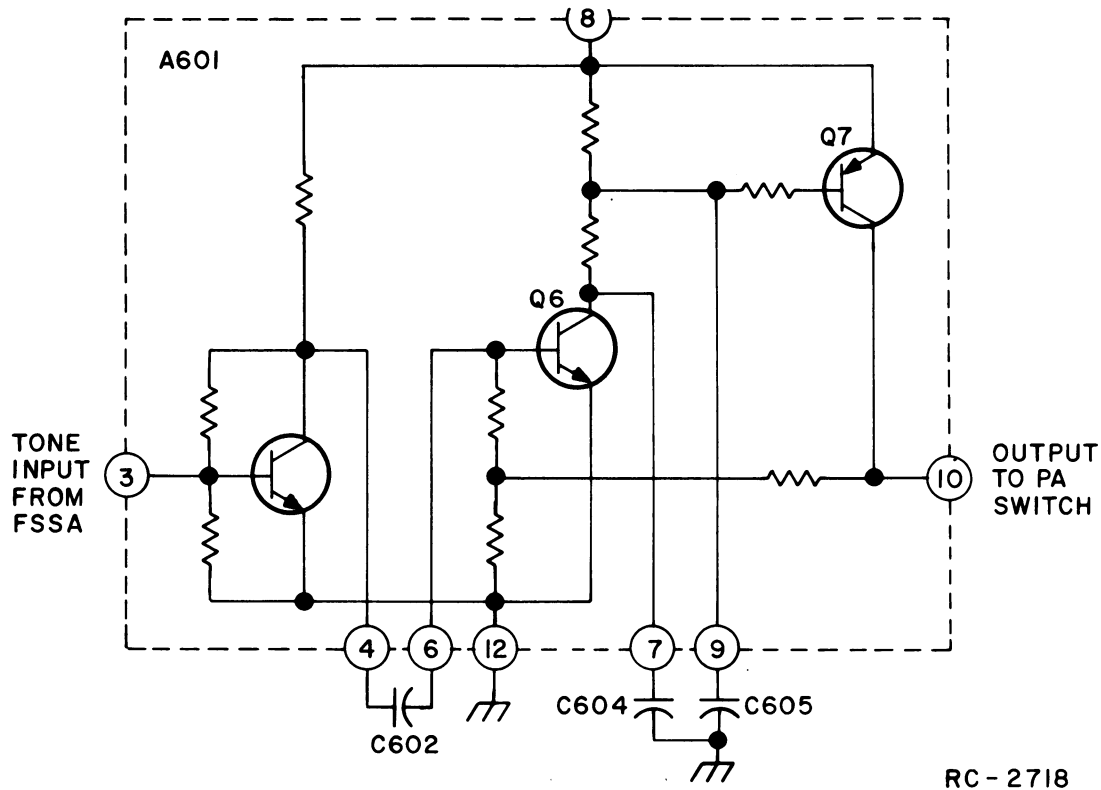 8
A601
Q7
Q6
TONE
INPUT
FROM
FSSA
3
10
OUTPUT
TO PA
SWITCH
4
6
12
7
9
C602
C604
C605
RC-2718